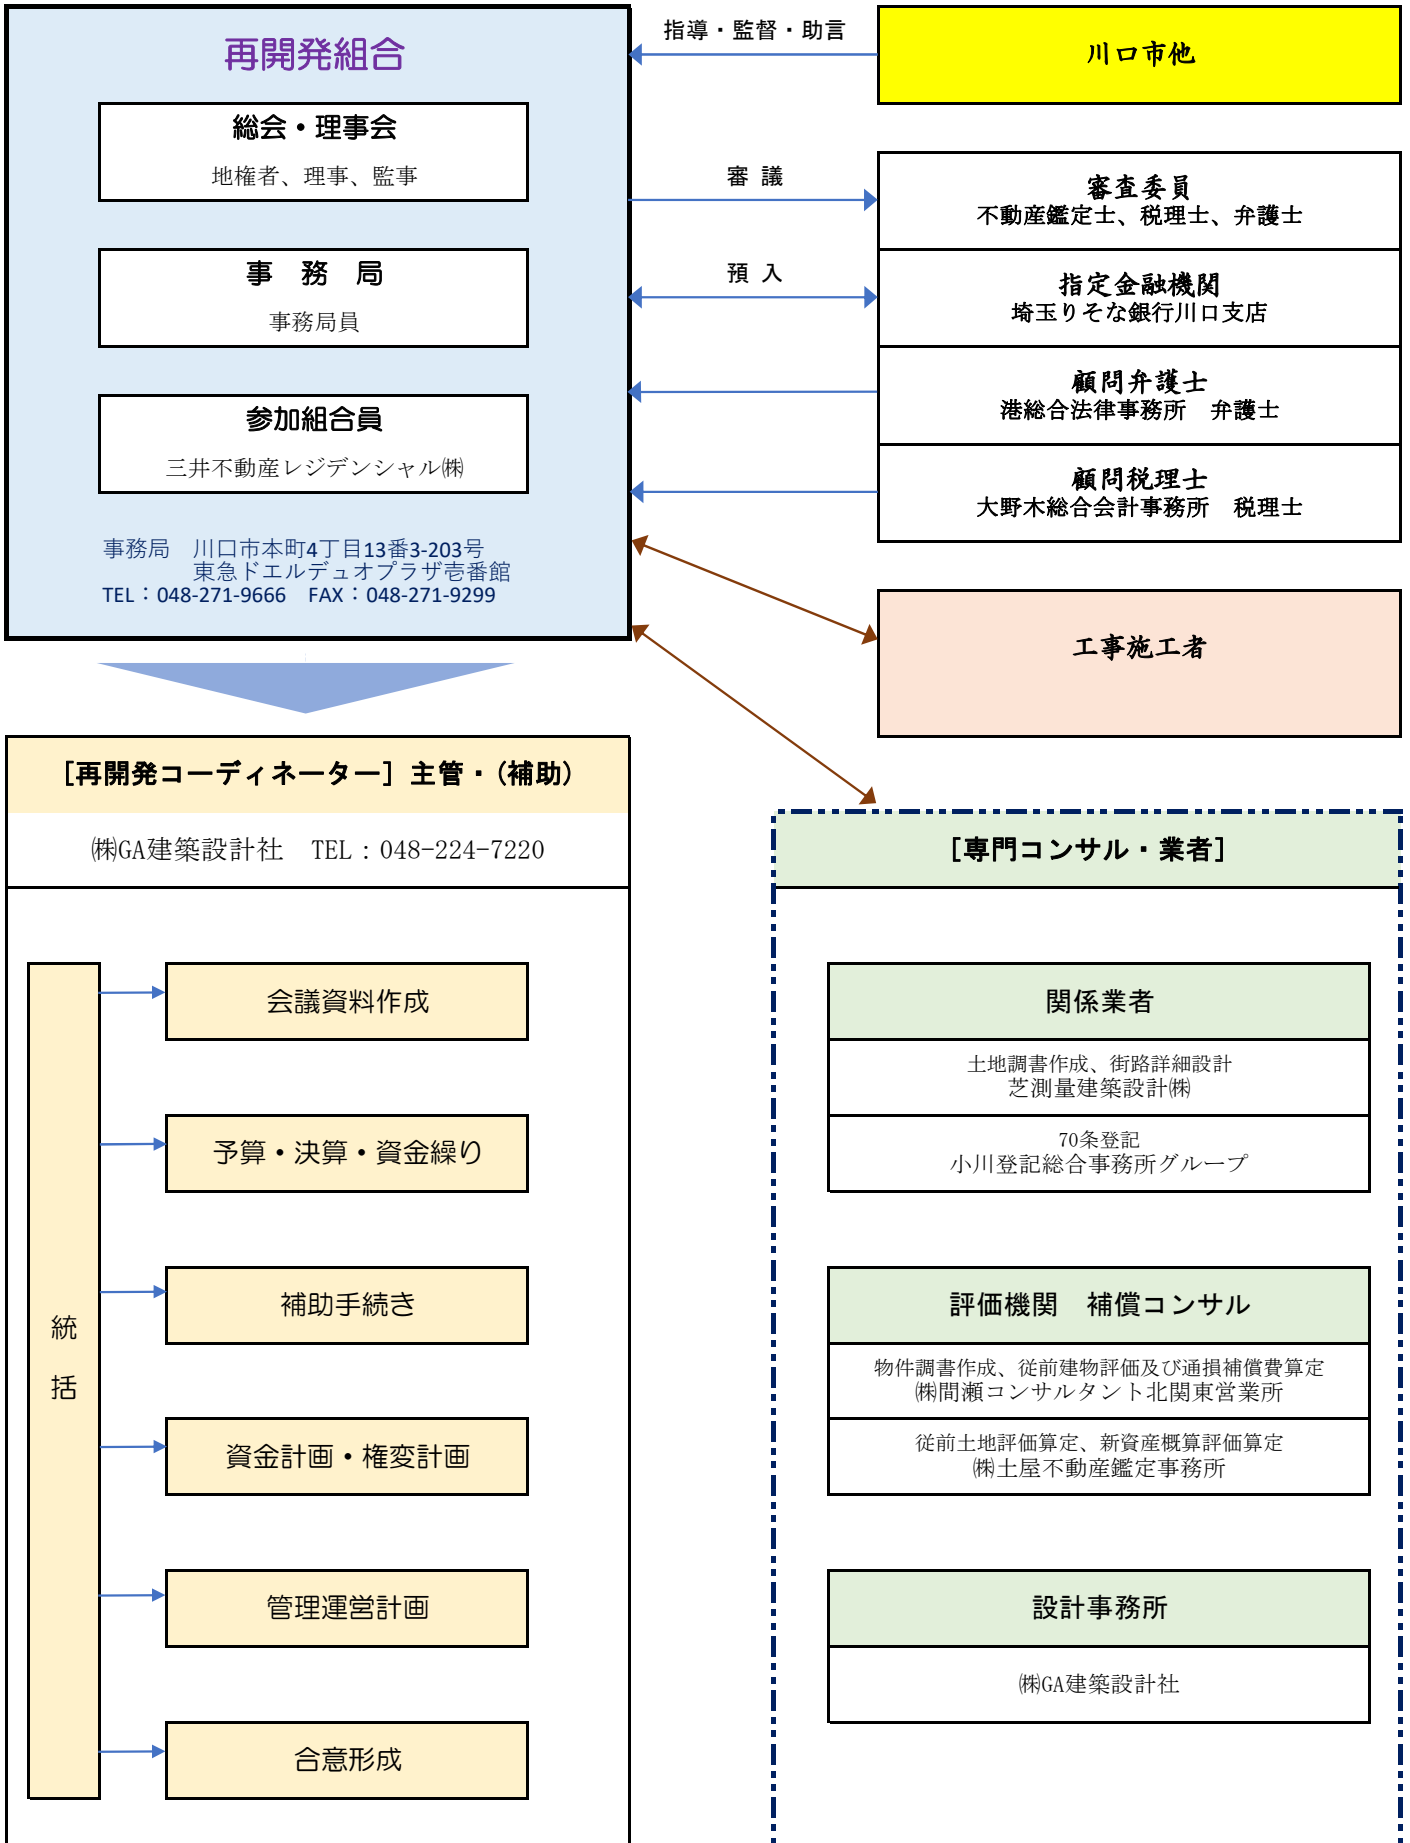 再開発組合
総会・理事会
地権者、理事、監事
事　務　局
事務局員
参加組合員
三井不動産レジデンシャル㈱
事務局　川口市本町4丁目13番3-203号
東急ドエルデュオプラザ壱番館
TEL：048-271-9666　FAX：048-271-9299
指導・監督・助言
川口市他
審 議
審査委員
不動産鑑定士、税理士、弁護士
預 入
指定金融機関
埼玉りそな銀行川口支店
顧問弁護士
港総合法律事務所　弁護士
顧問税理士
大野木総合会計事務所　税理士
工事施工者
［再開発コーディネーター］主管・（補助）
㈱GA建築設計社　TEL：048-224-7220
統
括
会議資料作成
予算・決算・資金繰り
補助手続き
資金計画・権変計画
管理運営計画
合意形成
［専門コンサル・業者］
関係業者
土地調書作成、街路詳細設計
芝測量建築設計㈱
70条登記
小川登記総合事務所グループ
評価機関　補償コンサル
物件調書作成、従前建物評価及び通損補償費算定
㈱間瀬コンサルタント北関東営業所
従前土地評価算定、新資産概算評価算定
㈱土屋不動産鑑定事務所
設計事務所
㈱GA建築設計社